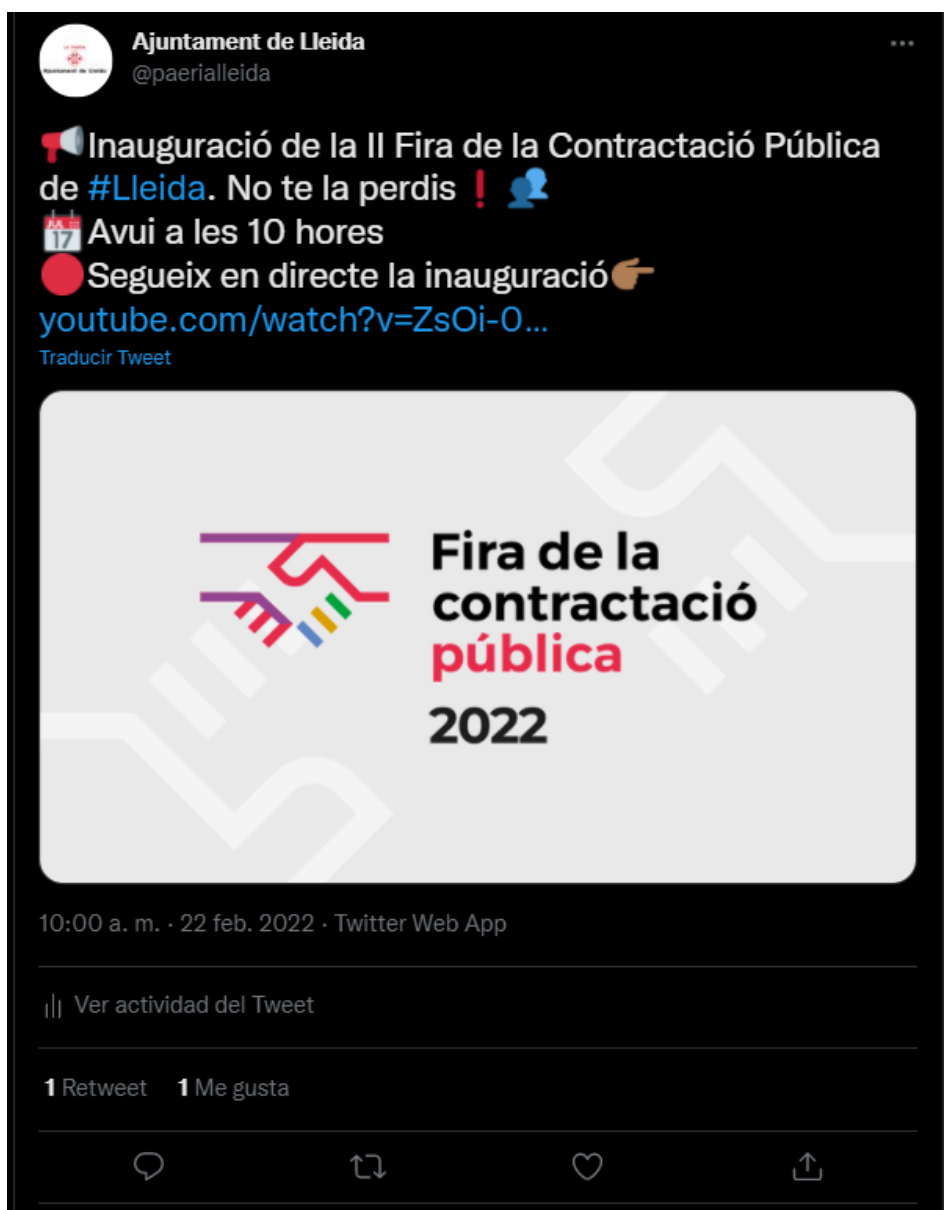 Ajuntament de Lleida
@paerialleida
📢Inauguració de la II Fira de la Contractació Pública
de #Lleida. No te la perdis❗👥
📅Avui a les 10 hores
🔴Segueix en directe la inauguració👉🏽
youtube.com/watch?v=ZsOi-0...
Traducir Tweet
Fira de la
contractació
pública
2022
10:00 a. m. · 22 feb. 2022 · Twitter Web App
Ver actividad del Tweet
1 Retweet 1 Me gusta